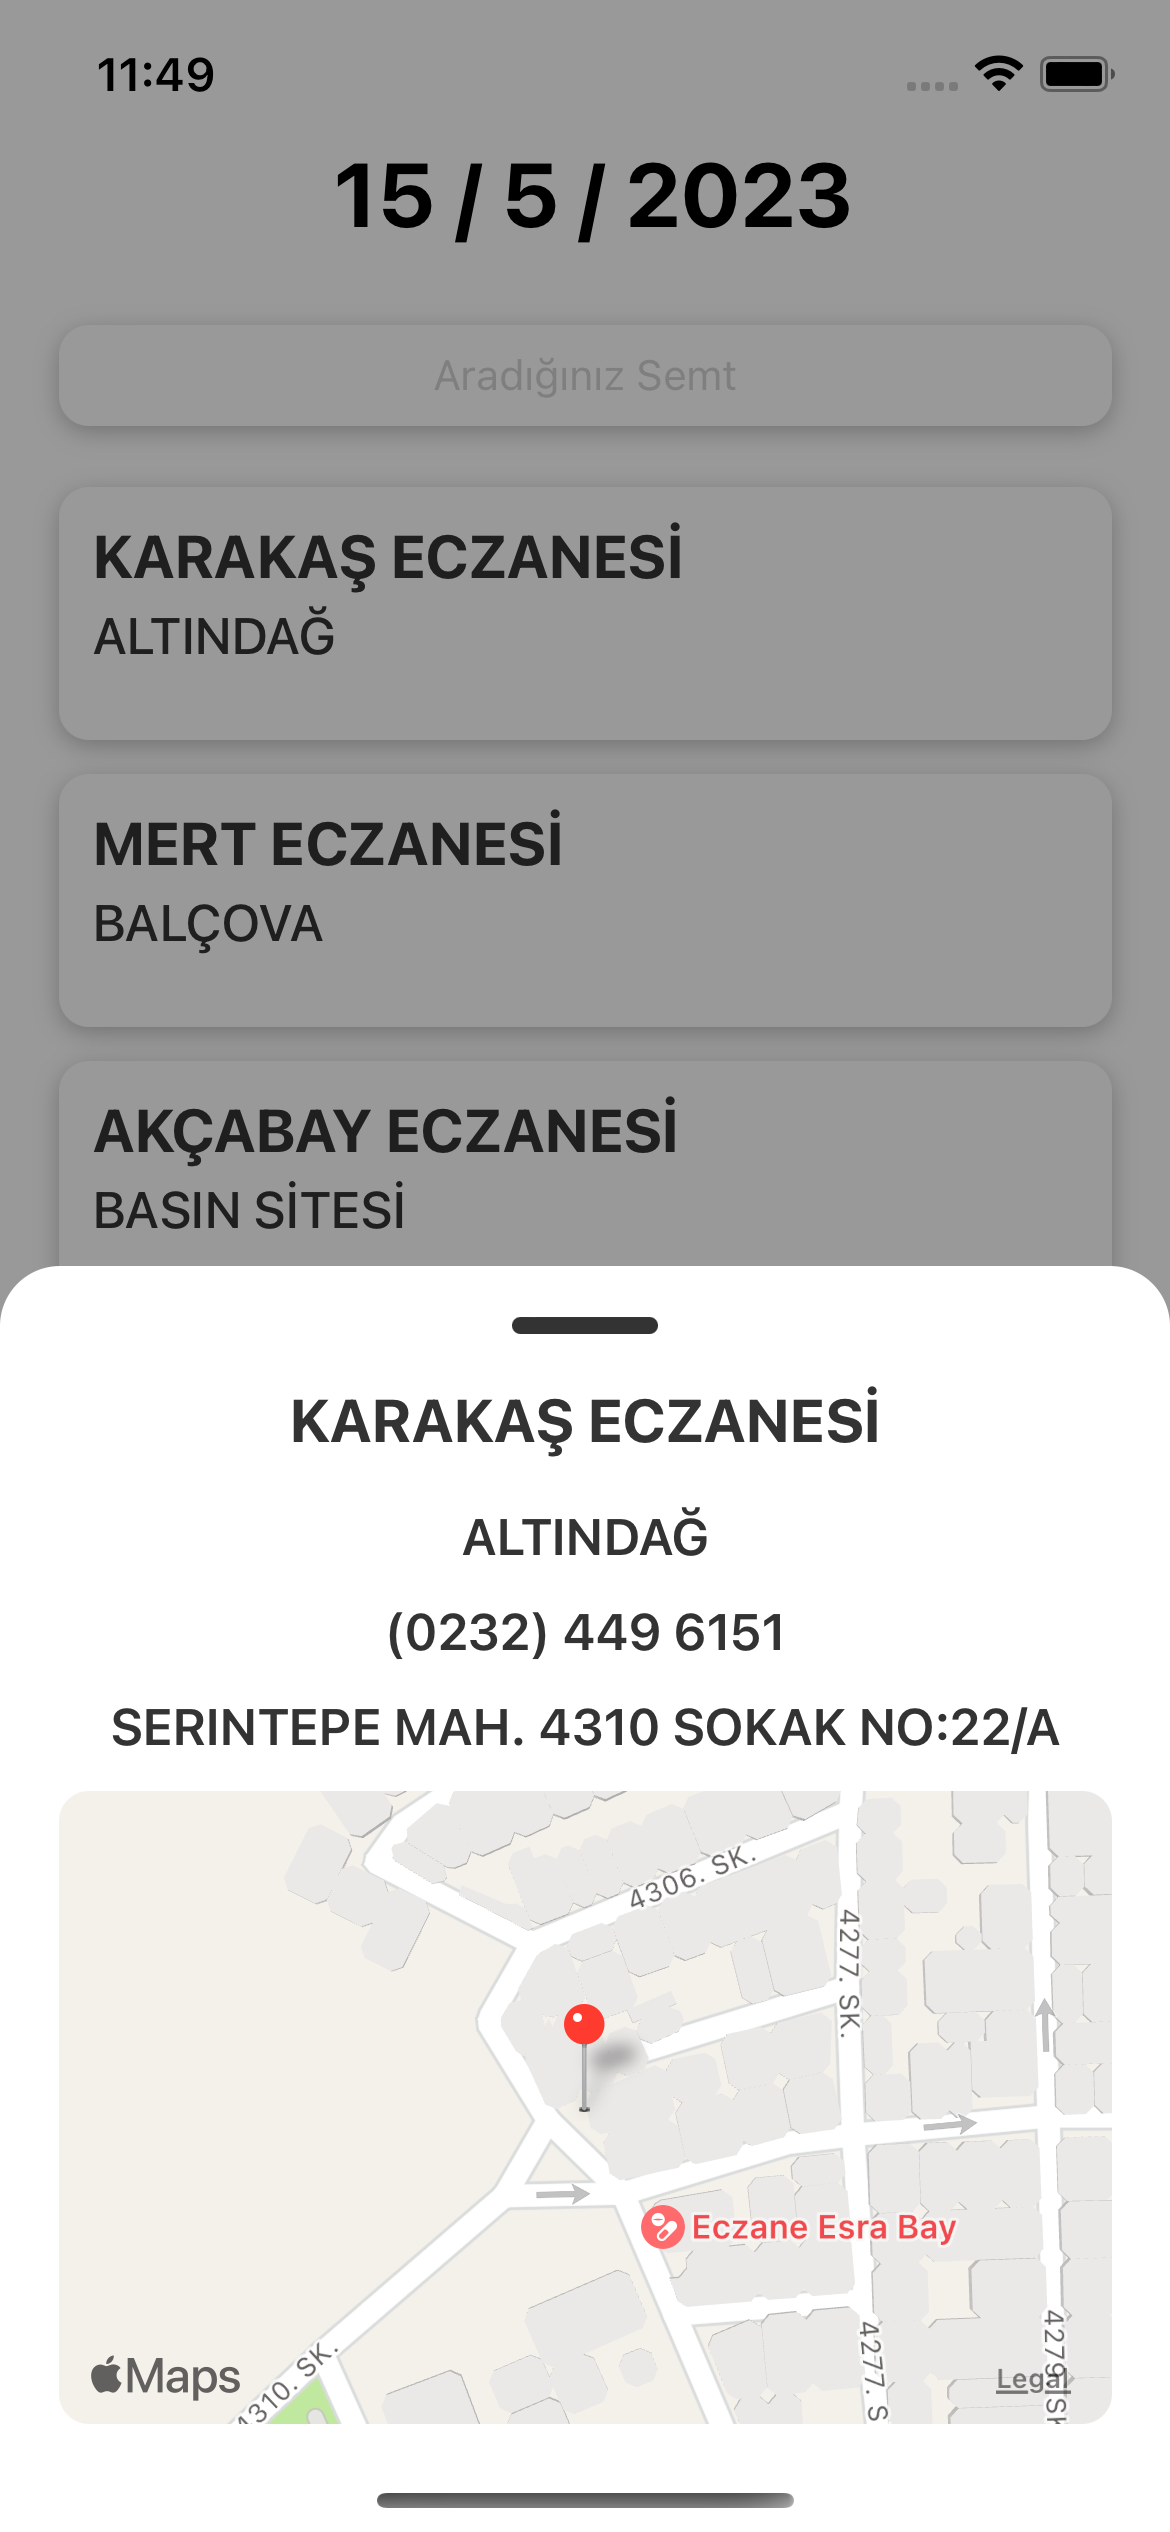 11:49
15 / 5 / 2023
Aradığınız Semt
KARAKAŞ ECZANESİ
ALTINDAĞ
MERT ECZANESİ
BALÇOVA
AKÇABAY ECZANESİ
BASIN SİTESİ
KARAKAŞ ECZANESİ
ALTINDAĞ
(0232) 449 6151
SERINTEPE MAH. 4310 SOKAK NO:22/A
4306. SK.
4277. SK.
Eczane Esra Bay
4310. SK.
4277. S
4279. SK
Maps
Legal